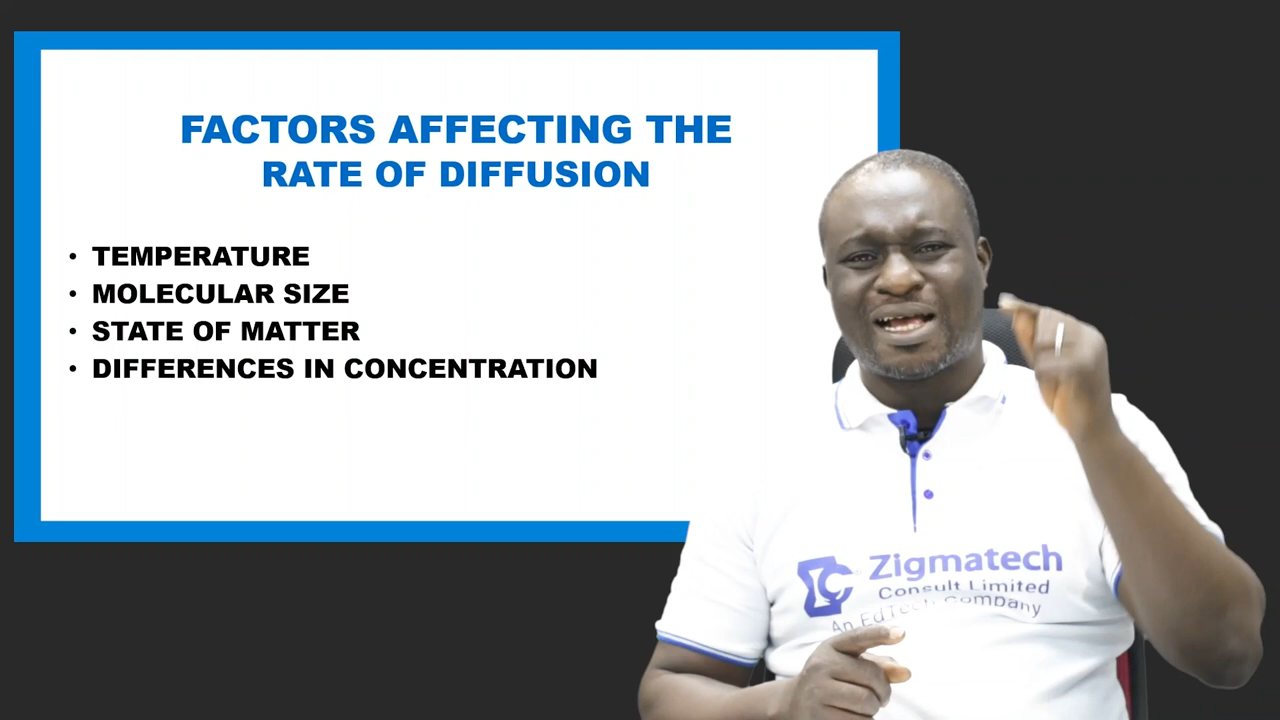 FACTORS AFFECTING THE
RATE OF DIFFUSION
• TEMPERATURE
• MOLECULAR SIZE
• STATE OF MATTER
• DIFFERENCES IN CONCENTRATION
ZC Zigmatech
Consult Limited
An EdTech Company